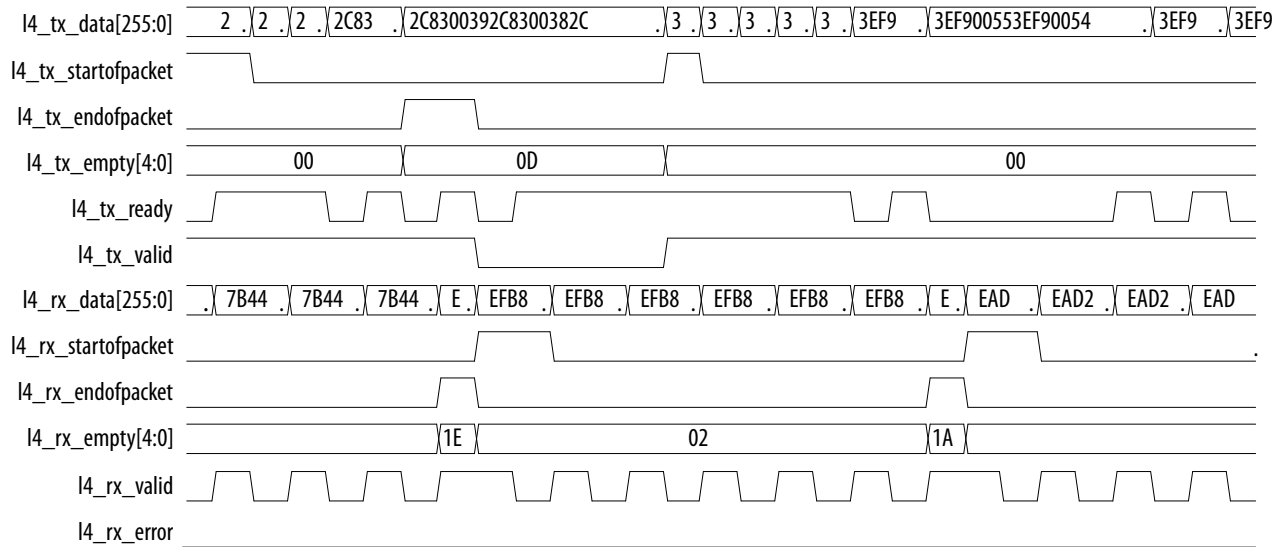 l4_tx_data[255:0] 2 . 2 . 2 . 2C83 . 2C8300392C8300382C . 3 . 3 . 3 . 3 . 3 . 3EF9 . 3EF900553EF90054 . 3EF9 . 3EF9
l4_tx_startofpacket
l4_tx_endofpacket
l4_tx_empty[4:0] 00 0D 00
l4_tx_ready
l4_tx_valid
l4_rx_data[255:0] . 7B44 . 7B44 . 7B44 . E . EFB8 . EFB8 . EFB8 . EFB8 . EFB8 . EFB8 . E . EAD . EAD2 . EAD2 . EAD
l4_rx_startofpacket .
l4_rx_endofpacket
l4_rx_empty[4:0] 1E 02 1A
l4_rx_valid
l4_rx_error